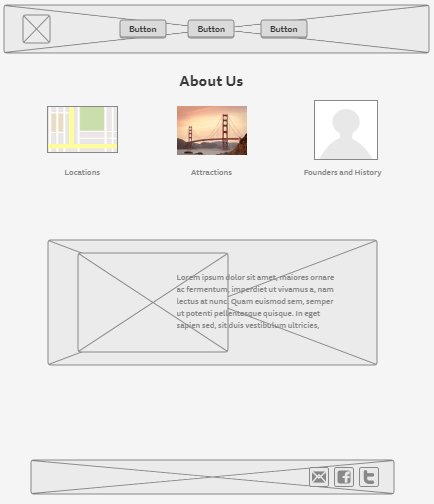 Button
Button
Button
About Us
Locations
Attractions
Founders and History
Lorem ipsum dolor sit amet, maiores ornare
ac fermentum, imperdiet ut vivamus a, nam
lectus at nunc. Quam euismod sem, semper
ut potenti pellentesque quisque. In eget
sapien sed, sit duis vestibulum ultricies,